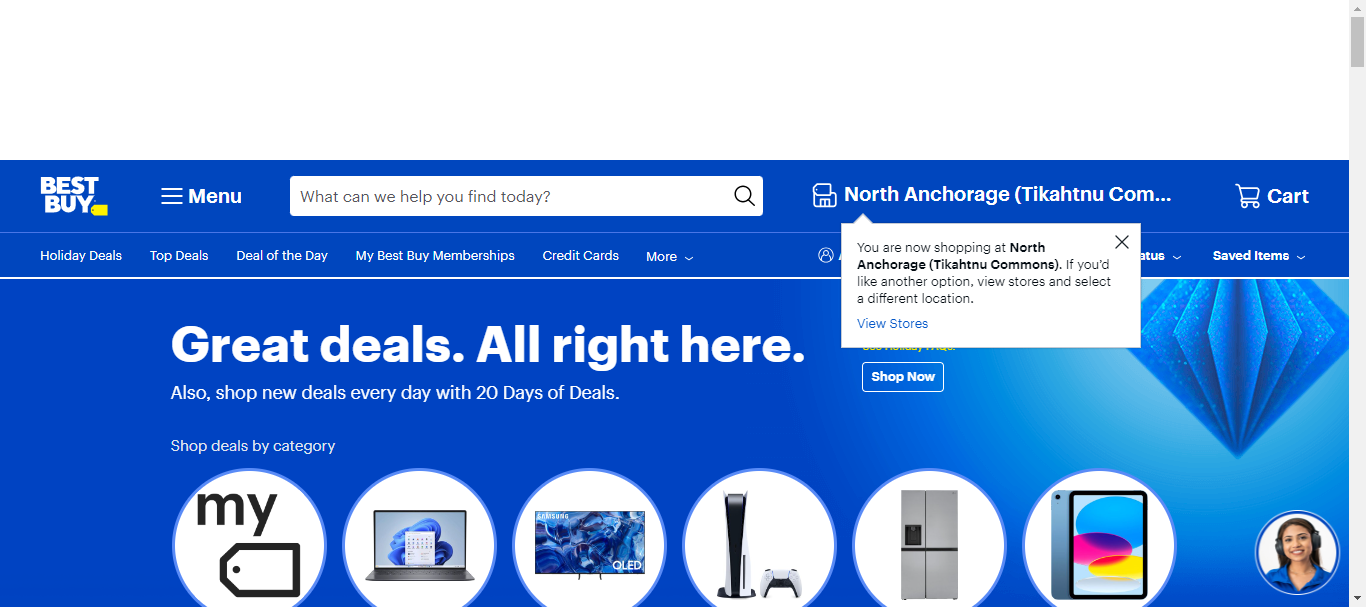 BEST
BUY
Menu
What can we help you find today?
North Anchorage (Tikahtnu Com...
Cart
Holiday Deals
Top Deals
Deal of the Day
My Best Buy Memberships
Credit Cards
More
Saved Items
You are now shopping at North
Anchorage (Tikahtnu Commons). If you'd
like another option, view stores and select
a different location.
View Stores
Great deals. All right here.
Also, shop new deals every day with 20 Days of Deals.
Shop Now
Shop deals by category
my
SAMSUNG
QLED